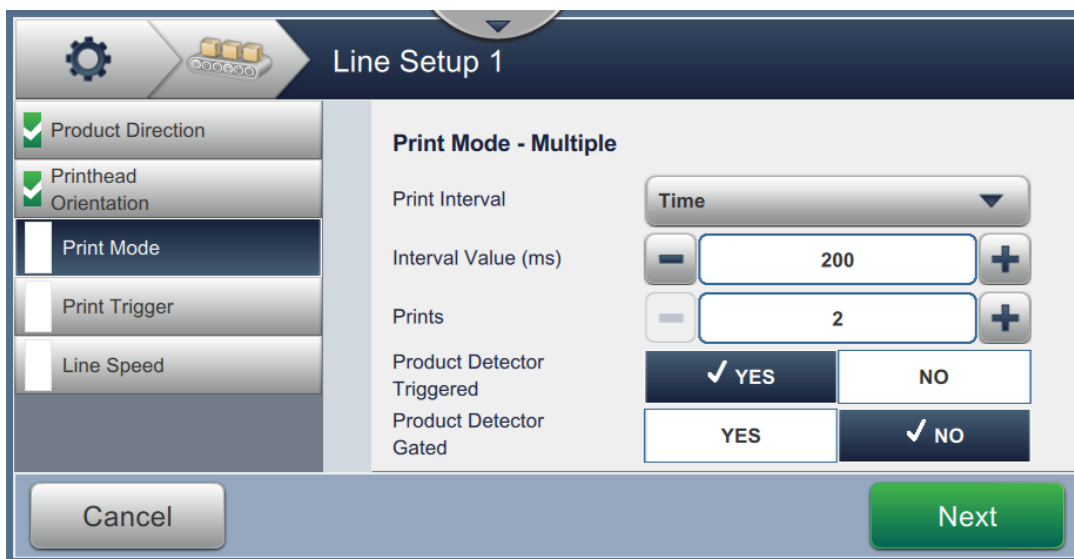 Line Setup 1
Product Direction
Printhead
Orientation
Print Mode
Print Trigger
Line Speed
Print Mode - Multiple
Print Interval
Time
Interval Value (ms)
200
Prints
2
Product Detector
Triggered
YES
NO
Product Detector
Gated
YES
NO
Cancel
Next